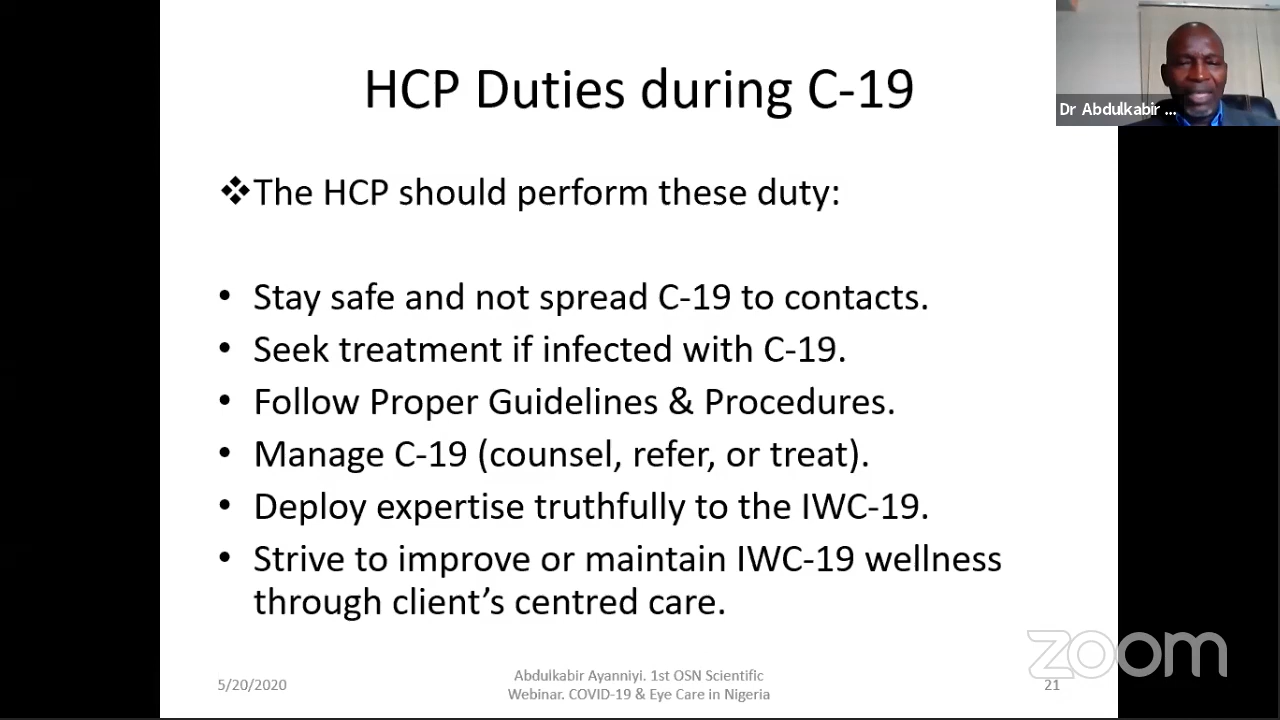 HCP Duties during C-19
Dr Abdulkabir ...
❖The HCP should perform these duty:
• Stay safe and not spread C-19 to contacts.
• Seek treatment if infected with C-19.
• Follow Proper Guidelines & Procedures.
• Manage C-19 (counsel, refer, or treat).
• Deploy expertise truthfully to the IWC-19.
• Strive to improve or maintain IWC-19 wellness
through client’s centred care.
zoom
5/20/2020
Abdulkabir Ayanniyi. 1st OSN Scientific
Webinar. COVID-19 & Eye Care in Nigeria
21